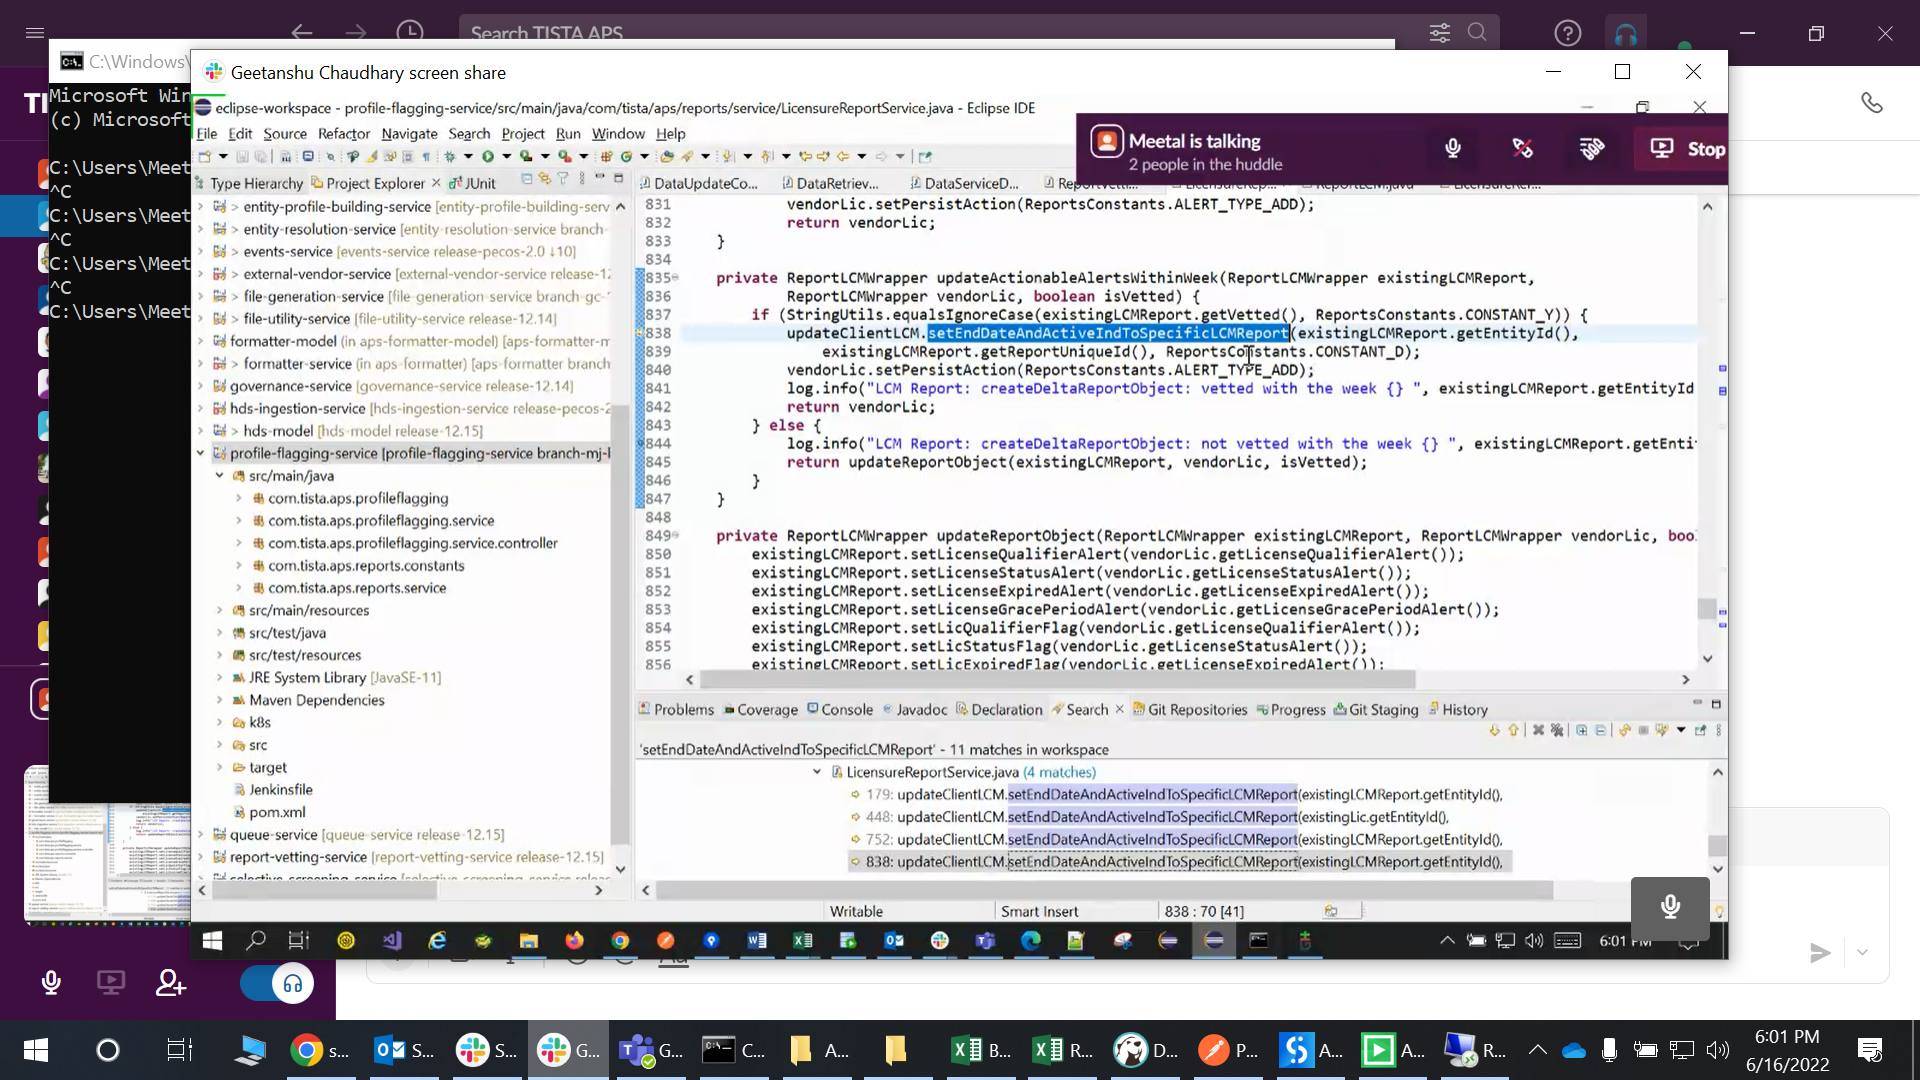 Search TISTA APS
C:\Windows\
Geetanshu Chaudhary screen share
Microsoft Win
(c) Microsoft
C:\Users\Meet
^C
C:\Users\Meet
^C
C:\Users\Meet
^C
C:\Users\Meet
eclipse-workspace - profile-flagging-service/src/main/java/com/tista/aps/reports/service/LicensureReportService.java - Eclipse IDE
File Edit Source Refactor Navigate Search Project Run Window Help
Meetal is talking
2 people in the huddle
Stop
Type Hierarchy Project Explorer JUnit
DataUpdateCo... DataRetriev... DataServiceD... ReportVetti... LicensureRep... ReportLCM.java
> entity-profile-building-service [entity-profile-building-serv
> entity-resolution-service [entity-resolution-service branch-
> events-service [events-service release-pecos-2.0 ↓10]
> external-vendor-service [external-vendor-service release-12
> file-generation-service [file-generation-service branch-gc-1
> file-utility-service [file-utility-service release-12.14]
formatter-model (in aps-formatter-model) [aps-formatter-m
> formatter-service (in aps-formatter) [aps-formatter branch
governance-service [governance-service release-12.14]
hds-ingestion-service [hds-ingestion-service release-pecos-2
> hds-model [hds-model release-12.15]
profile-flagging-service [profile-flagging-service branch-mj-l
src/main/java
com.tista.aps.profileflagging
com.tista.aps.profileflagging.service
com.tista.aps.profileflagging.service.controller
com.tista.aps.reports.constants
com.tista.aps.reports.service
src/main/resources
src/test/java
src/test/resources
JRE System Library [JavaSE-11]
Maven Dependencies
k8s
src
target
Jenkinsfile
pom.xml
queue-service [queue-service release-12.15]
report-vetting-service [report-vetting-service release-12.15]
831 vendorLic.setPersistAction(ReportsConstants.ALERT_TYPE_ADD);
832 return vendorLic;
833 }
834
835 private ReportLCMWrapper updateActionableAlertsWithinWeek(ReportLCMWrapper existingLCMReport,
836 ReportLCMWrapper vendorLic, boolean isVetted) {
837 if (StringUtils.equalsIgnoreCase(existingLCMReport.getVetted(), ReportsConstants.CONSTANT_Y)) {
838 updateClientLCM.setEndDateAndActiveIndToSpecificLCMReport(existingLCMReport.getEntityId(),
839 existingLCMReport.getReportUniqueId(), ReportsConstants.CONSTANT_D);
840 vendorLic.setPersistAction(ReportsConstants.ALERT_TYPE_ADD);
841 log.info("LCM Report: createDeltaReportObject: vetted with the week {} ", existingLCMReport.getEntityId
842 return vendorLic;
843 } else {
844 log.info("LCM Report: createDeltaReportObject: not vetted with the week {} ", existingLCMReport.getEnti
845 return updateReportObject(existingLCMReport, vendorLic, isVetted);
846 }
847 }
848
849 private ReportLCMWrapper updateReportObject(ReportLCMWrapper existingLCMReport, ReportLCMWrapper vendorLic, boo
850 existingLCMReport.setLicenseQualifierAlert(vendorLic.getLicenseQualifierAlert());
851 existingLCMReport.setLicenseStatusAlert(vendorLic.getLicenseStatusAlert());
852 existingLCMReport.setLicenseExpiredAlert(vendorLic.getLicenseExpiredAlert());
853 existingLCMReport.setLicenseGracePeriodAlert(vendorLic.getLicenseGracePeriodAlert());
854 existingLCMReport.setLicQualifierFlag(vendorLic.getLicenseQualifierAlert());
855 existingLCMReport.setLicStatusFlag(vendorLic.getLicenseStatusAlert());
856 existingLCMReport.setLicExpiredFlag(vendorLic.getLicenseExpiredAlert());
Problems Coverage Console Javadoc Declaration Search Git Repositories Progress Git Staging History
'setEndDateAndActiveIndToSpecificLCMReport' - 11 matches in workspace
LicensureReportService.java (4 matches)
179: updateClientLCM.setEndDateAndActiveIndToSpecificLCMReport(existingLCMReport.getEntityId(),
448: updateClientLCM.setEndDateAndActiveIndToSpecificLCMReport(existingLic.getEntityId(),
752: updateClientLCM.setEndDateAndActiveIndToSpecificLCMReport(existingLCMReport.getEntityId(),
838: updateClientLCM.setEndDateAndActiveIndToSpecificLCMReport(existingLCMReport.getEntityId(),
Writable Smart Insert 838 : 70 [41]
6:01 PM
s... S... S... G... G... C... A... B... R... D... P... A... A... R...
6:01 PM
6/16/2022